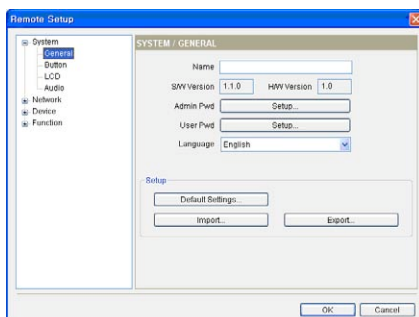 Remote Setup
System
General
Button
LCD
Audio
Network
Device
Function
SYSTEM / GENERAL
Name
S/W Version 1.1.0 H/W Version 1.0
Admin Pwd Setup...
User Pwd Setup...
Language English
Setup
Default Settings...
Import... Export...
OK Cancel